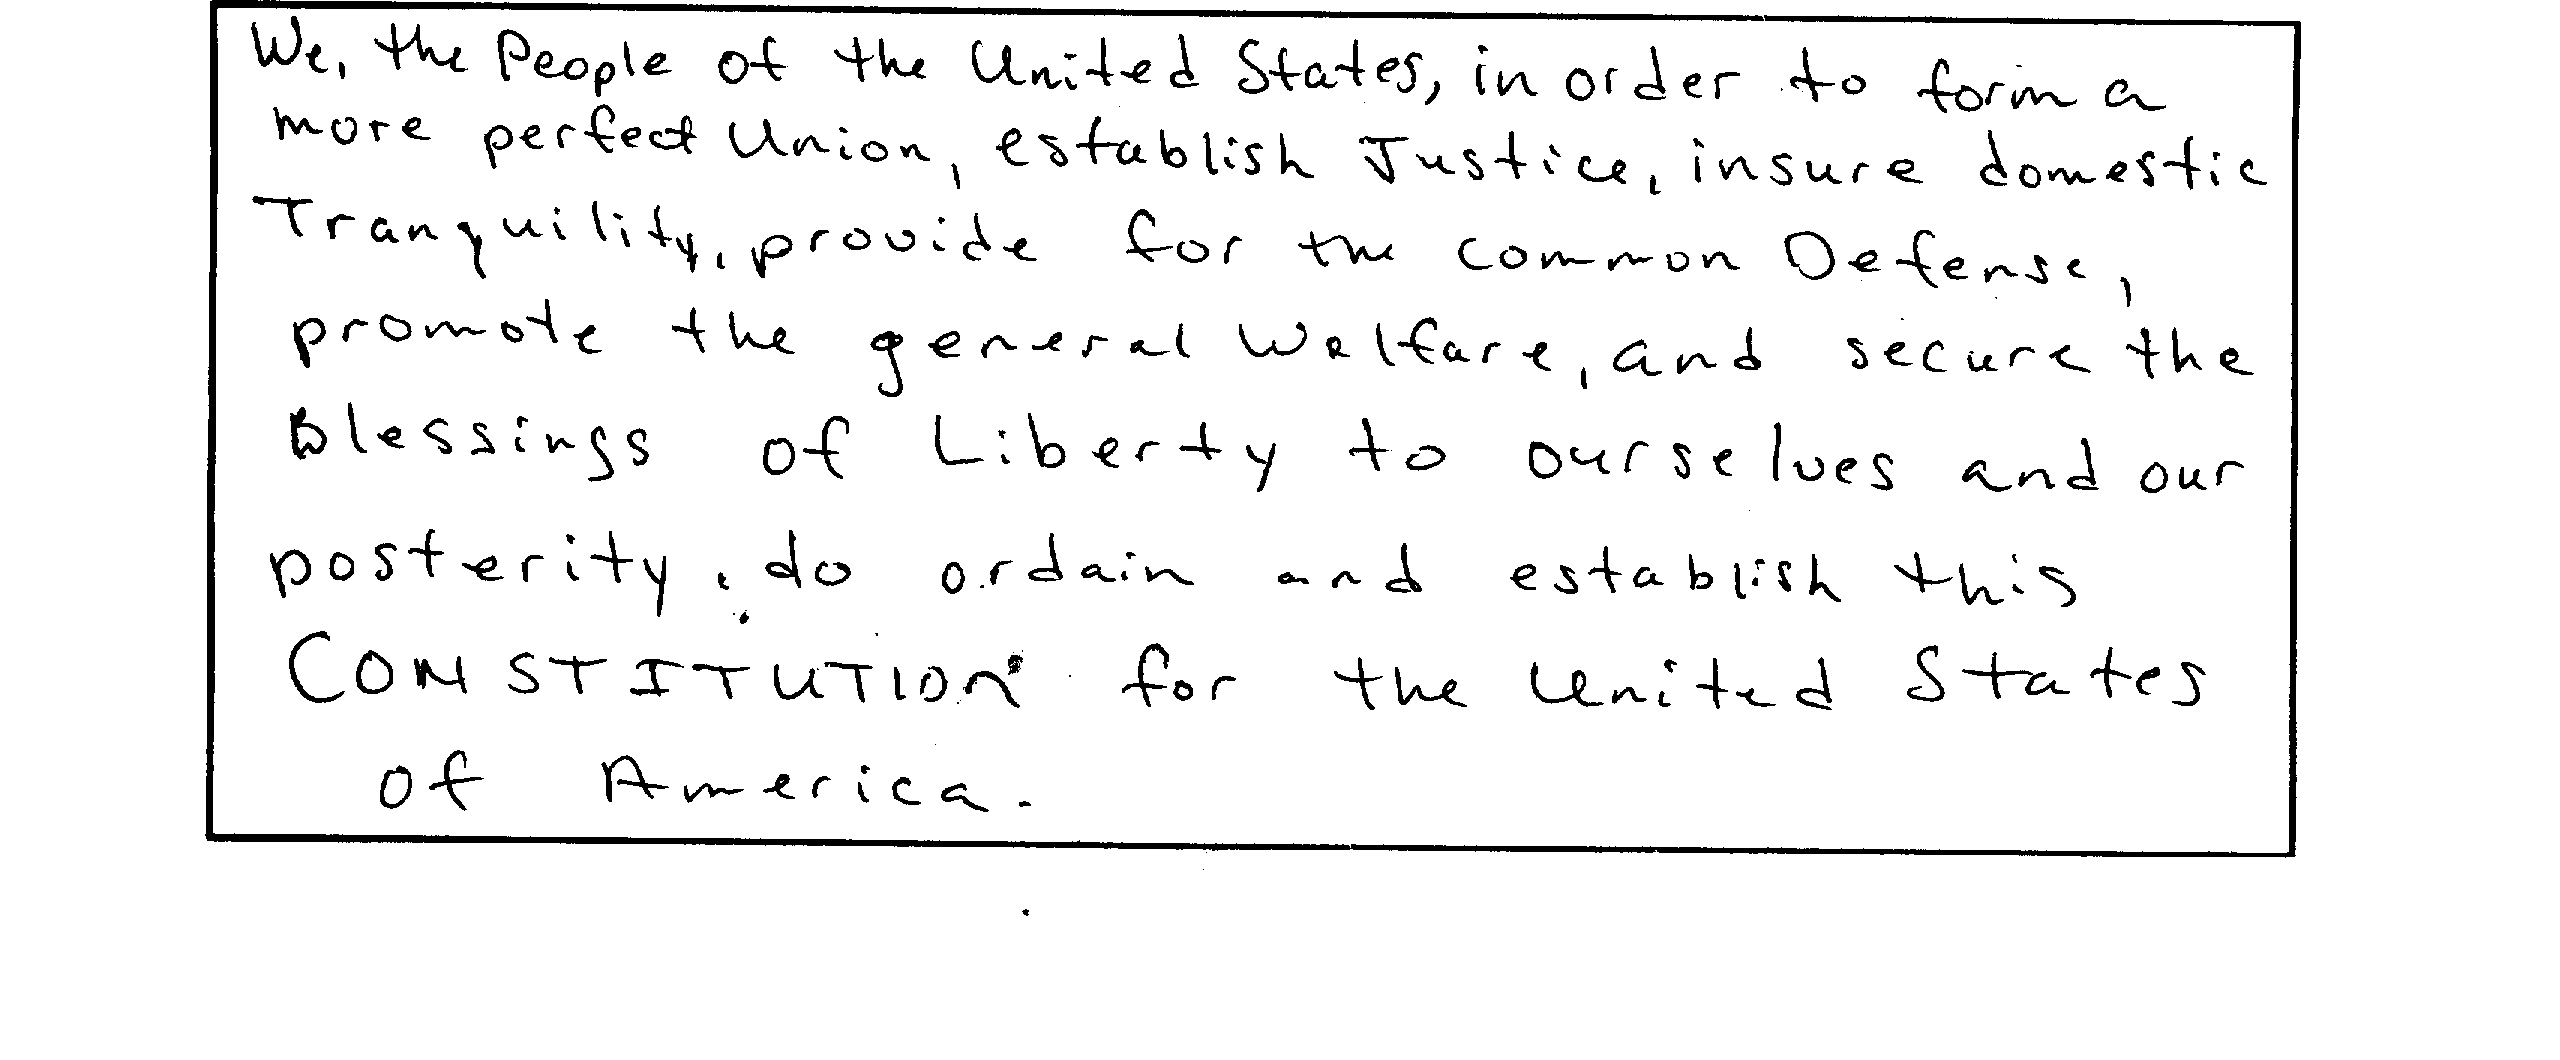 We, the People of the United States, in order to form a
more perfect Union, establish Justice, insure domestic
Tranquility, provide for the common Defense,
promote the general Welfare, and secure the
Blessings of Liberty to ourselves and our
posterity, do ordain and establish this
CONSTITUTION for the United States
of America.